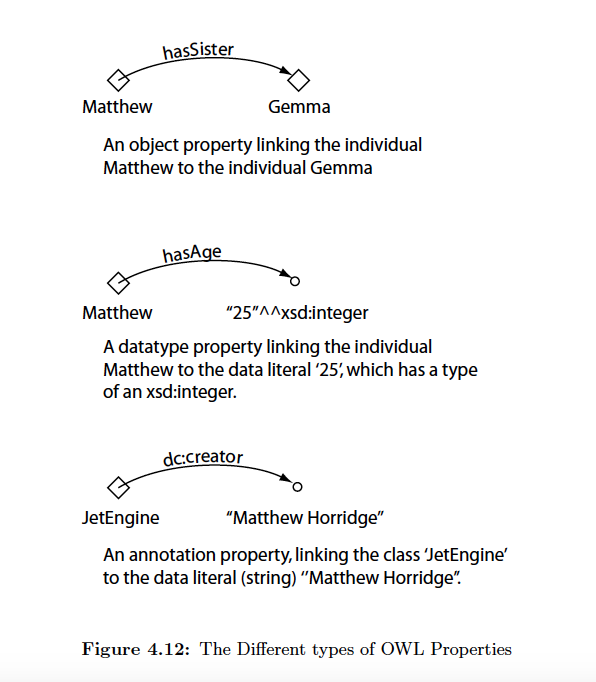 hasSister
Matthew
Gemma
An object property linking the individual
Matthew to the individual Gemma
hasAge
Matthew
“25”^^xsd:integer
A datatype property linking the individual
Matthew to the data literal ‘25’, which has a type
of an xsd:integer.
dc:creator
JetEngine
“Matthew Horridge”
An annotation property, linking the class ‘JetEngine’
to the data literal (string) ”Matthew Horridge”.
Figure 4.12: The Different types of OWL Properties